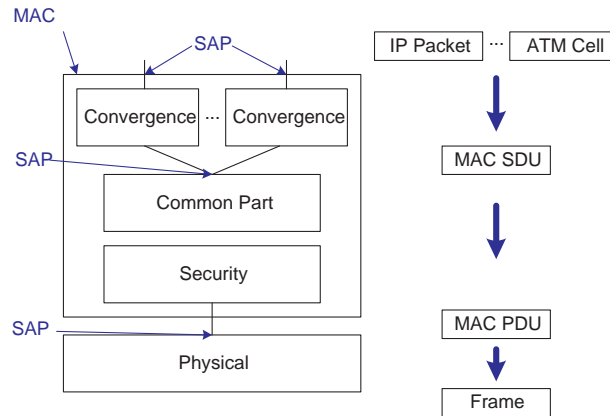 MAC
SAP
IP Packet ... ATM Cell
Convergence ... Convergence
SAP
MAC SDU
Common Part
Security
SAP
MAC PDU
Physical
Frame